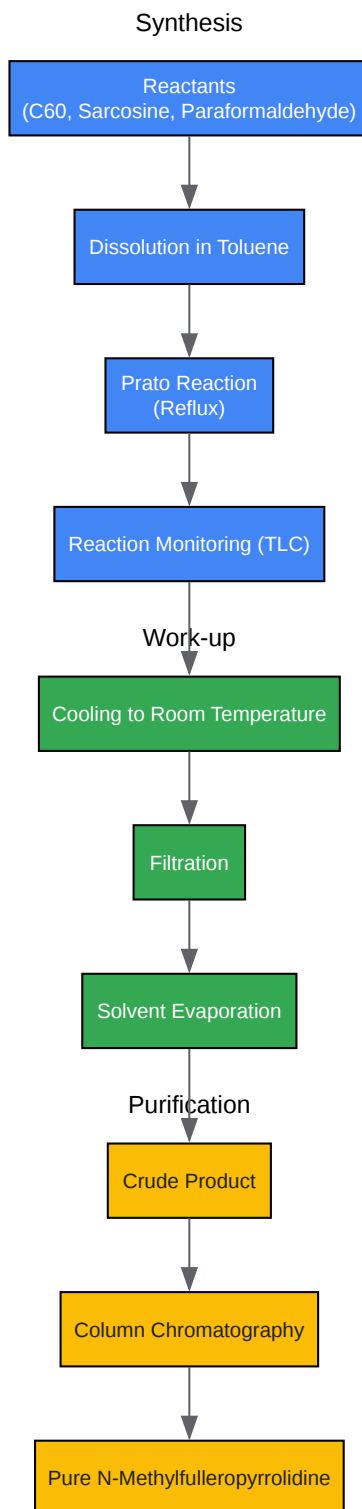 Synthesis
Reactants
(C60, Sarcosine, Paraformaldehyde)
Dissolution in Toluene
Prato Reaction
(Reflux)
Reaction Monitoring (TLC)
Work-up
Cooling to Room Temperature
Filtration
Solvent Evaporation
Purification
Crude Product
Column Chromatography
Pure N-Methylfulleropyrrolidine